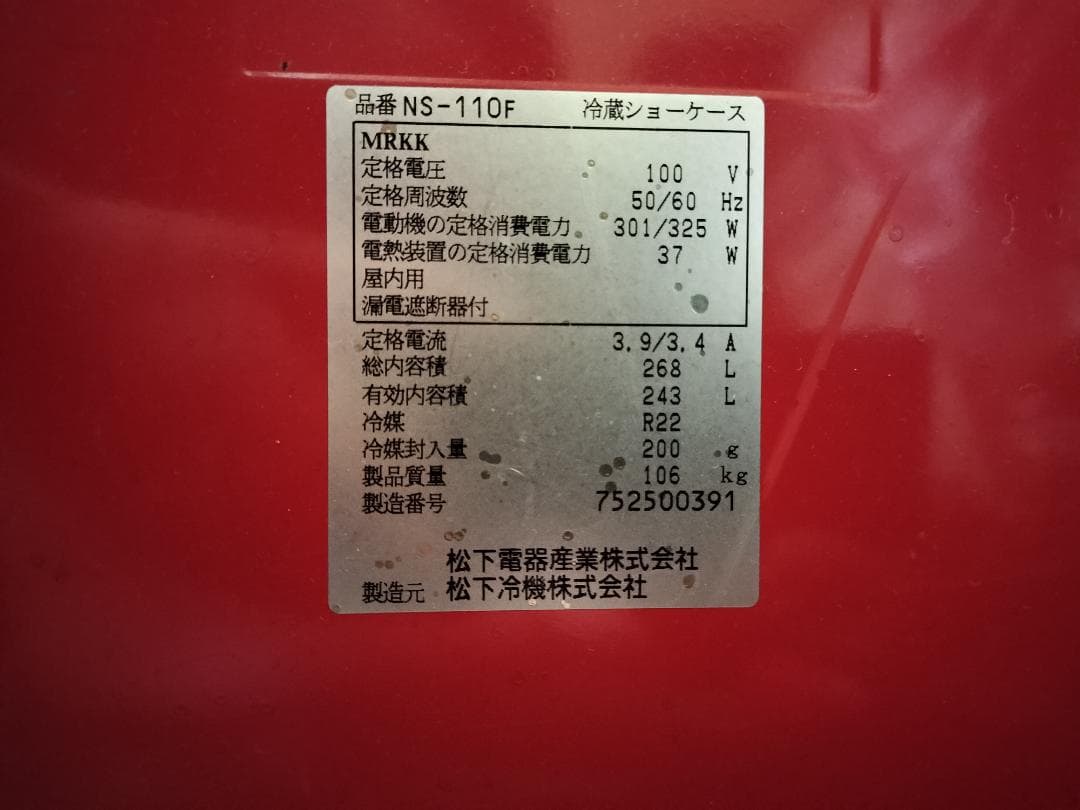 品番 NS-110F 冷蔵ショーケース
MRKK
定格電圧 100 V
定格周波数 50/60 Hz
電動機の定格消費電力 301/325 W
電熱装置の定格消費電力 37 W
屋内用
漏電遮断器付
定格電流 3.9/3.4 A
総内容積 268 L
有効内容積 243 L
冷媒 R22
冷媒封入量 200 g
製品質量 106 kg
製造番号 752500391
松下電器産業株式会社
製造元 松下冷機株式会社